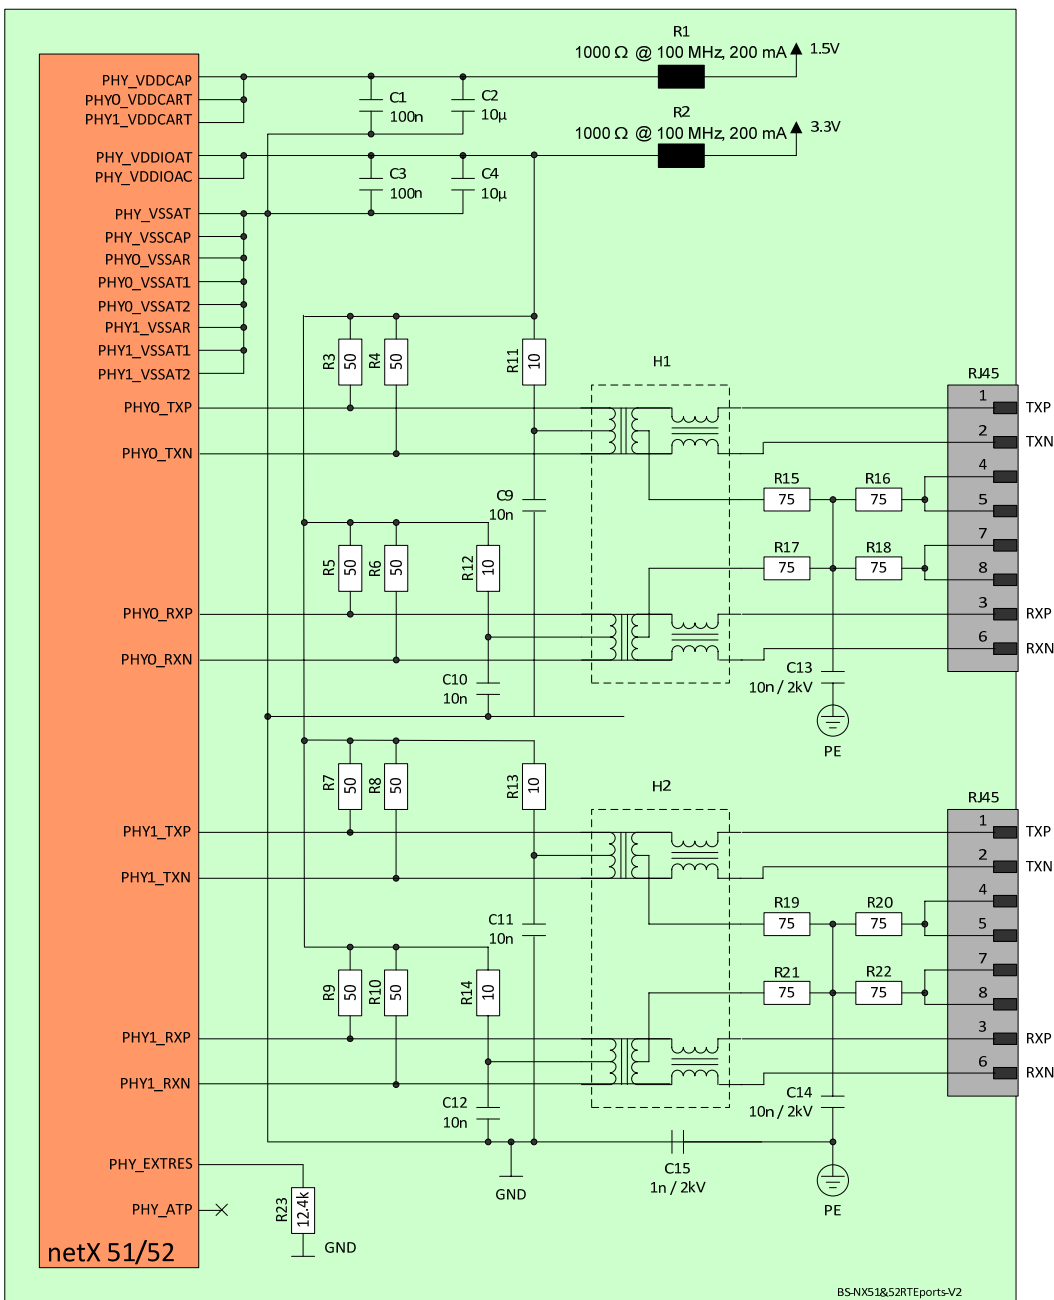 R1
1000 Ω @ 100 MHz, 200 mA
1.5V
PHY_VDDCAP
PHY0_VDDCART
PHY1_VDDCART
C1
100n
C2
10µ
R2
1000 Ω @ 100 MHz, 200 mA
3.3V
PHY_VDDIOAT
PHY_VDDIOAC
C3
100n
C4
10µ
PHY_VSSAT
PHY_VSSCAP
PHY0_VSSAR
PHY0_VSSAT1
PHY0_VSSAT2
PHY1_VSSAR
PHY1_VSSAT1
PHY1_VSSAT2
R3
50
R4
50
R11
10
H1
RJ45
PHY0_TXP
1
TXP
PHY0_TXN
2
TXN
4
C9
10n
R15
75
R16
75
5
7
R5
50
R6
50
R12
10
R17
75
R18
75
8
PHY0_RXP
3
RXP
PHY0_RXN
6
RXN
C10
10n
C13
10n / 2kV
PE
R7
50
R8
50
R13
10
H2
RJ45
PHY1_TXP
1
TXP
PHY1_TXN
2
TXN
4
C11
10n
R19
75
R20
75
5
7
R9
50
R10
50
R14
10
R21
75
R22
75
8
PHY1_RXP
3
RXP
PHY1_RXN
6
RXN
C12
10n
C14
10n / 2kV
PHY_EXTRES
C15
1n / 2kV
GND
PE
PHY_ATP
R23
12.4k
GND
netX 51/52
BS-NX51&52RTEports-V2